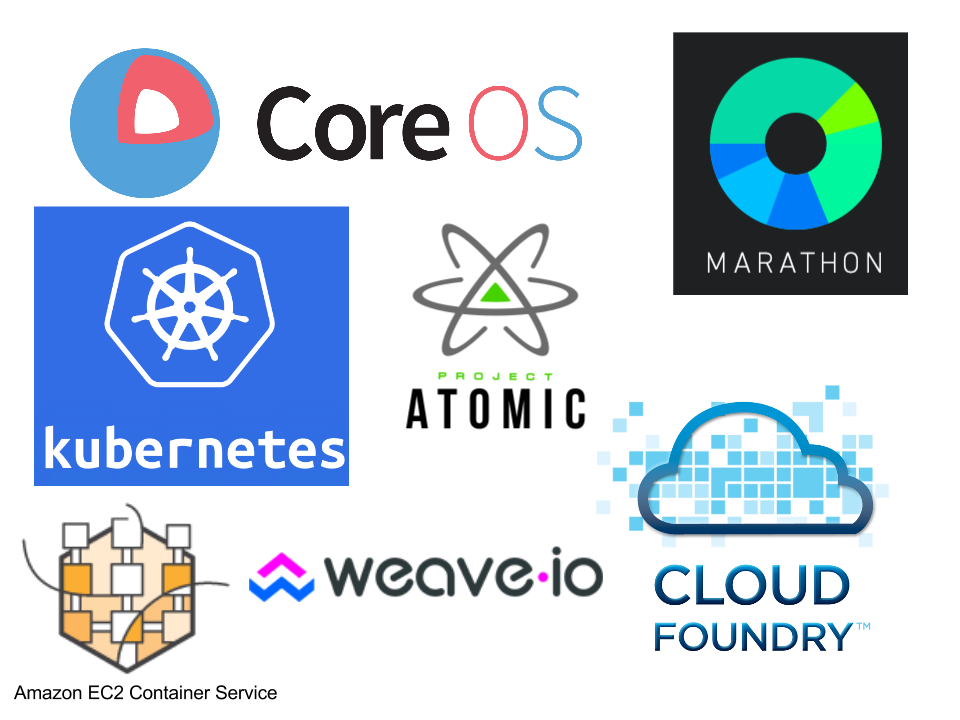 Core OS
MARATHON
kubernetes
PROJECT
ATOMIC
weave.io
CLOUD
FOUNDRY™
Amazon EC2 Container Service